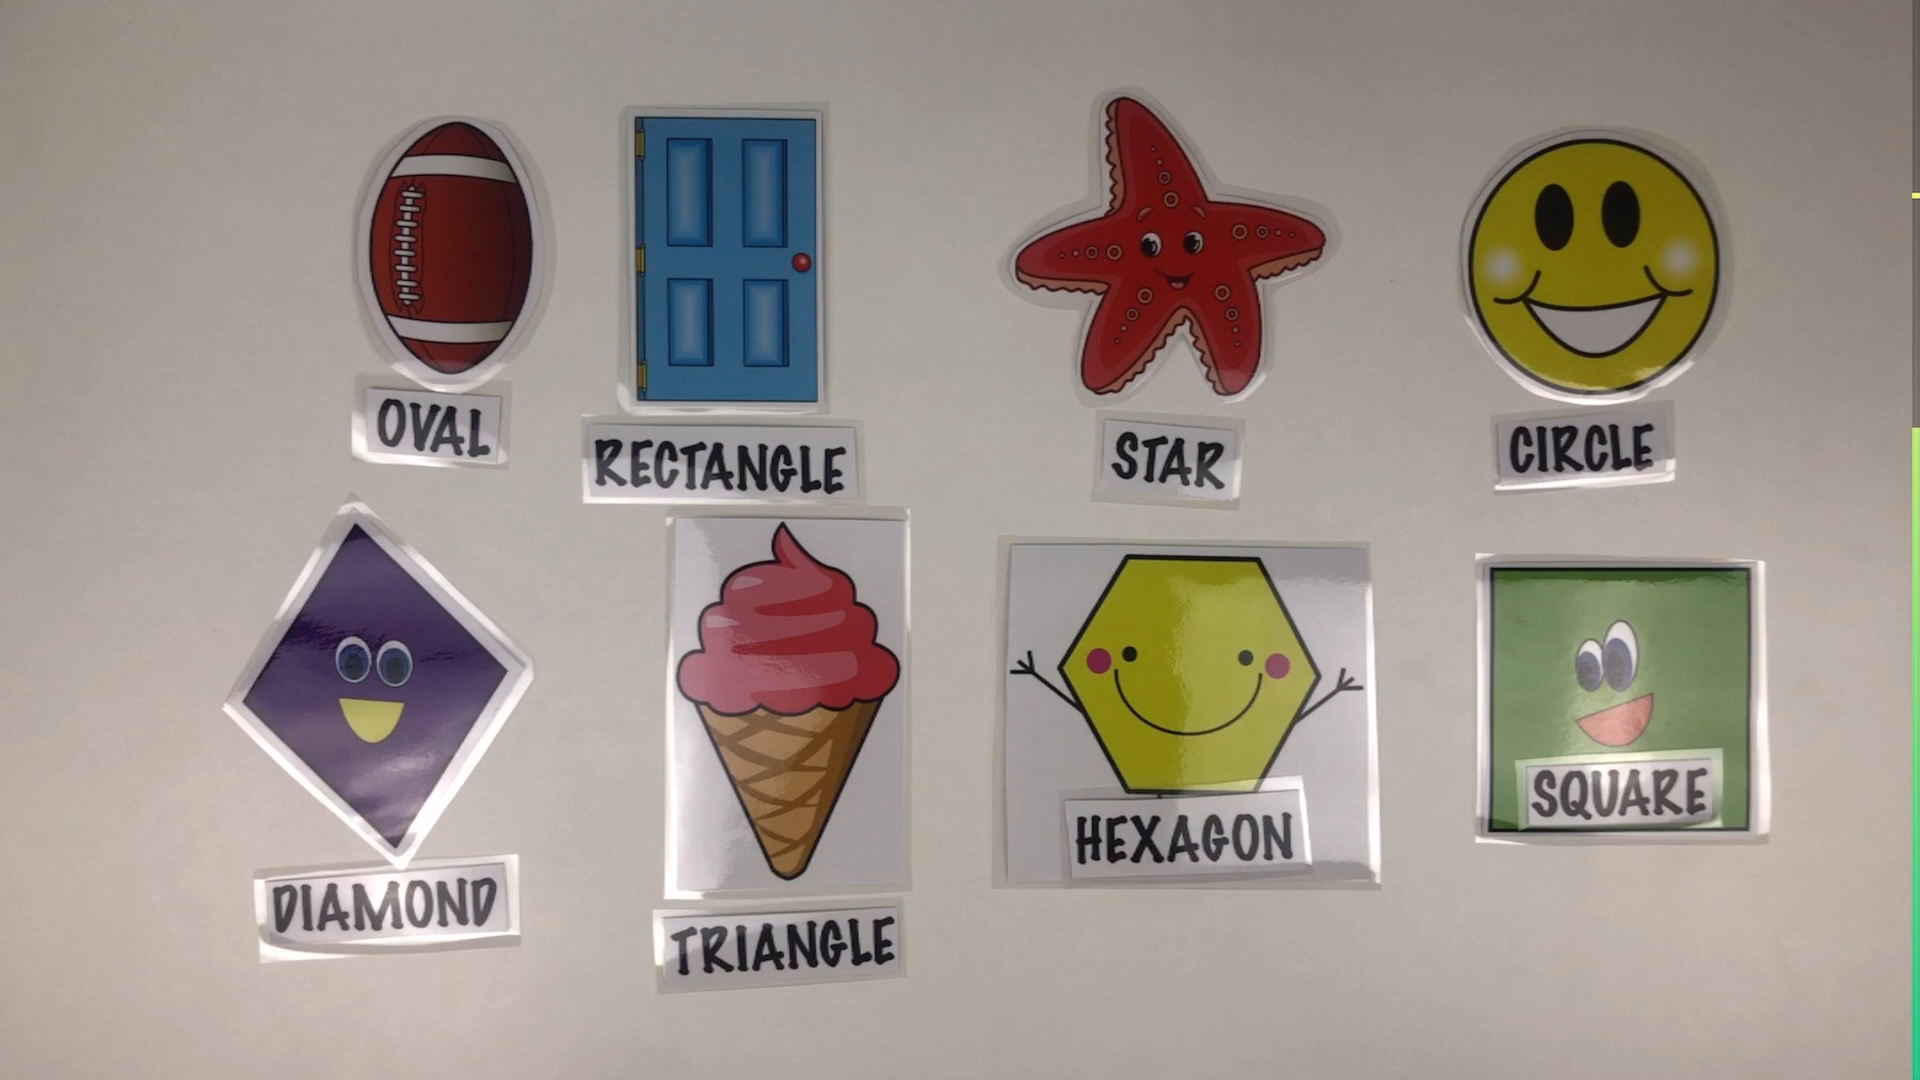 OVAL
RECTANGLE
STAR
CIRCLE
DIAMOND
TRIANGLE
HEXAGON
SQUARE